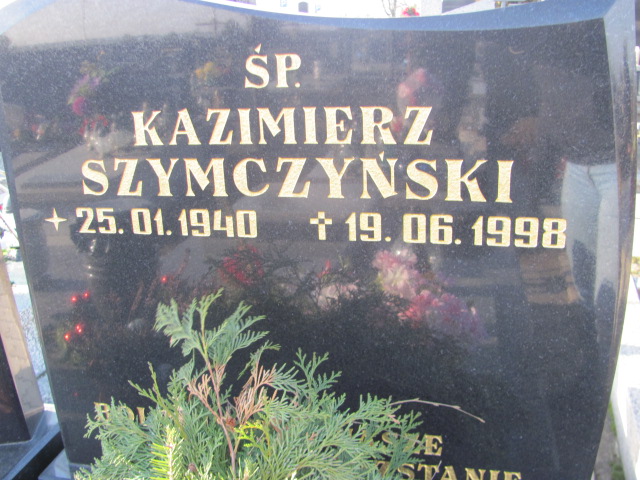 ŚP.
KAZIMIERZ
SZYMCZYŃSKI
25.01.1940 † 19.06.1998